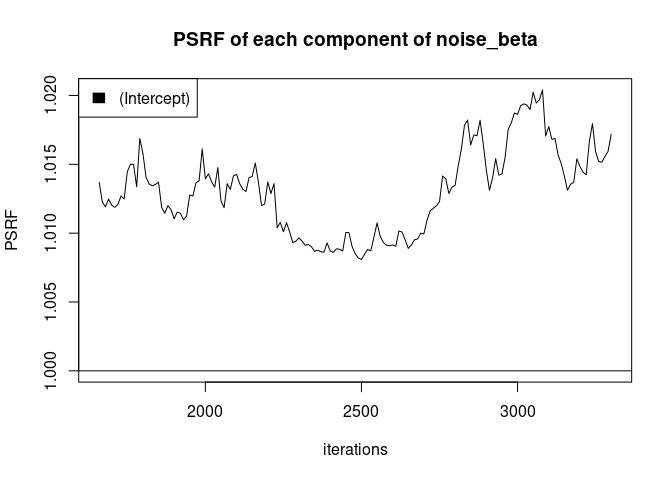 PSRF of each component of noise_beta
(Intercept)
PSRF
1.020
1.015
1.010
1.005
1.000
2000 2500 3000
iterations